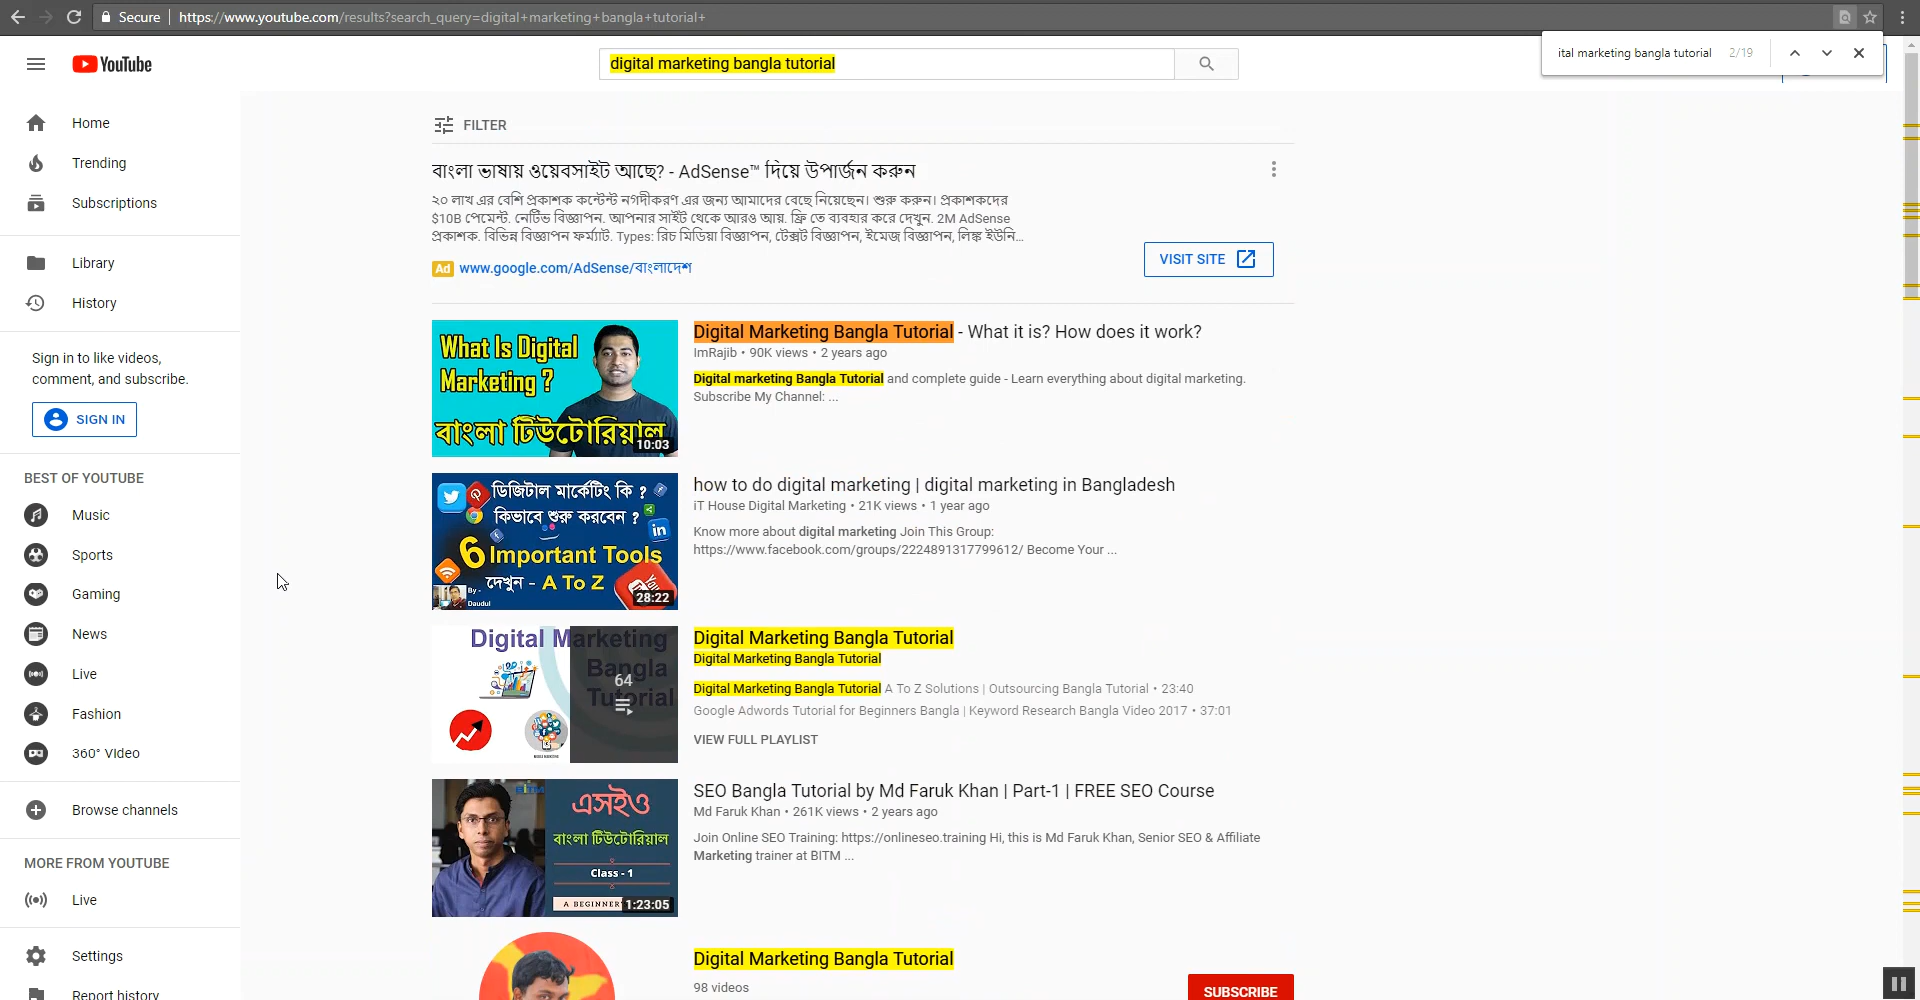 Secure | https://www.youtube.com/results?search_query=digital+marketing+bangla+tutorial+
ital marketing bangla tutorial 2/19
YouTube
digital marketing bangla tutorial
Home
Trending
Subscriptions
Library
History
Sign in to like videos,
comment, and subscribe.
SIGN IN
BEST OF YOUTUBE
Music
Sports
Gaming
News
Live
Fashion
360° Video
Browse channels
MORE FROM YOUTUBE
Live
Settings
Report history
FILTER
বাংলা ভাষায় ওয়েবসাইট আছে? - AdSense™ দিয়ে উপার্জন করুন
২০ লাখ এর বেশি প্রকাশক কন্টেন্ট নগদীকরণ এর জন্য আমাদের বেছে নিয়েছেন। শুরু করুন। প্রকাশকদের
$10B পেমেন্ট. নেটিভ বিজ্ঞাপন. আপনার সাইট থেকে আরও আয়. ফ্রি তে ব্যবহার করে দেখুন. 2M AdSense
প্রকাশক. বিভিন্ন বিজ্ঞাপন ফর্ম্যাট. Types: রিচ মিডিয়া বিজ্ঞাপন, টেক্সট বিজ্ঞাপন, ইমেজ বিজ্ঞাপন, লিঙ্ক ইউনি...
Ad www.google.com/AdSense/বাংলাদেশ
VISIT SITE
What Is Digital
Marketing ?
বাংলা টিউটোরিয়াল
10:03
Digital Marketing Bangla Tutorial - What it is? How does it work?
ImRajib • 90K views • 2 years ago
Digital marketing Bangla Tutorial and complete guide - Learn everything about digital marketing.
Subscribe My Channel: ...
ডিজিটাল মার্কেটিং কি ?
কিভাবে শুরু করবেন ?
6 Important Tools
দেখুন - A To Z
By -
Daudul
28:22
how to do digital marketing | digital marketing in Bangladesh
iT House Digital Marketing • 21K views • 1 year ago
Know more about digital marketing Join This Group:
https://www.facebook.com/groups/2224891317799612/ Become Your ...
Digital Marketing
Bangla
Tutorial
64
Digital Marketing Bangla Tutorial
Digital Marketing Bangla Tutorial
Digital Marketing Bangla Tutorial A To Z Solutions | Outsourcing Bangla Tutorial • 23:40
Google Adwords Tutorial for Beginners Bangla | Keyword Research Bangla Video 2017 • 37:01
VIEW FULL PLAYLIST
BITM
এসইও
বাংলা টিউটোরিয়াল
Class - 1
A BEGINNER
1:23:05
SEO Bangla Tutorial by Md Faruk Khan | Part-1 | FREE SEO Course
Md Faruk Khan • 261K views • 2 years ago
Join Online SEO Training: https://onlineseo.training Hi, this is Md Faruk Khan, Senior SEO & Affiliate
Marketing trainer at BITM ...
Digital Marketing Bangla Tutorial
98 videos
SUBSCRIBE